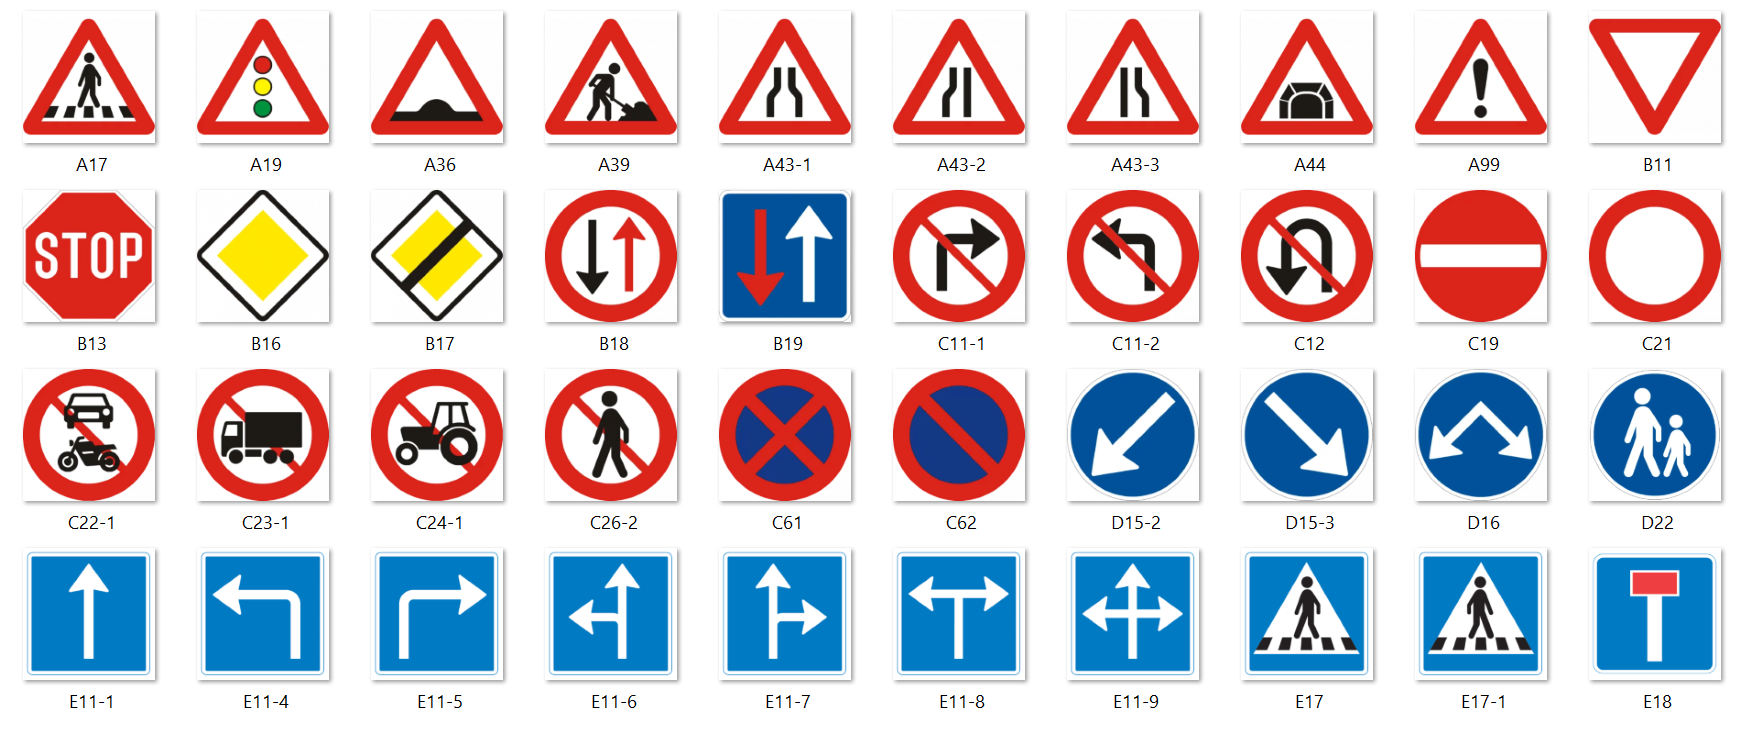 A17 A19 A36 A39 A43-1 A43-2 A43-3 A44 A99 B11
STOP
B13 B16 B17 B18 B19 C11-1 C11-2 C12 C19 C21
C22-1 C23-1 C24-1 C26-2 C61 C62 D15-2 D15-3 D16 D22
E11-1 E11-4 E11-5 E11-6 E11-7 E11-8 E11-9 E17 E17-1 E18